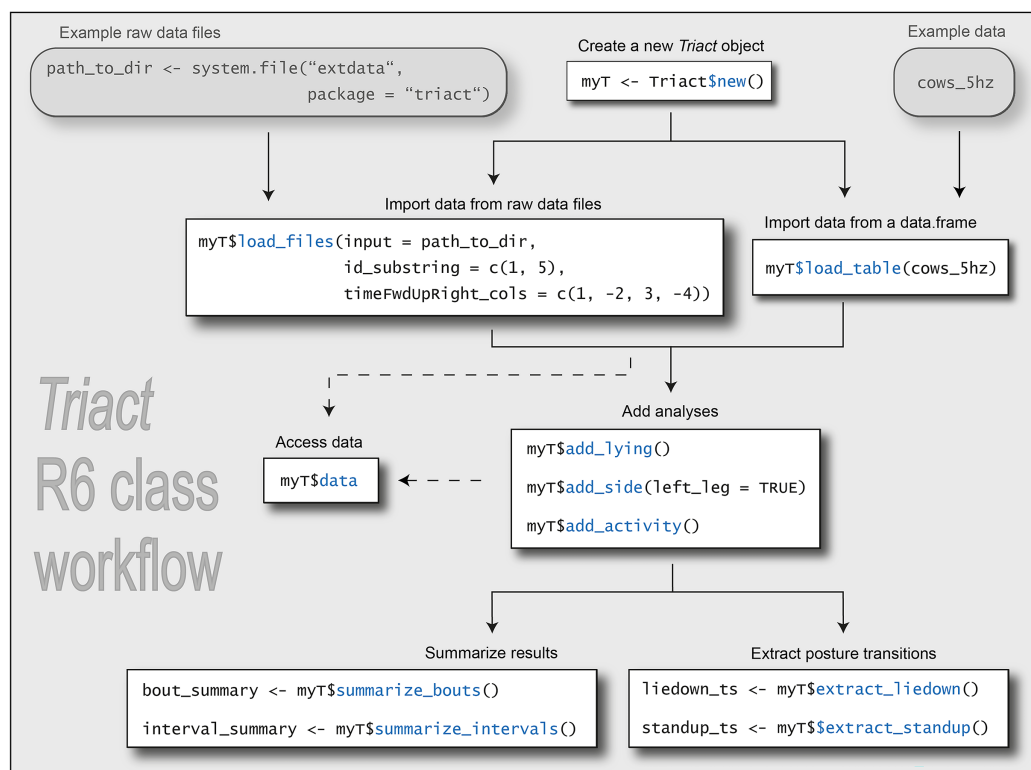 Example raw data files
path_to_dir <- system.file(“extdata“,
package = “triact“)
Create a new Triact object
myT <- Triact$new()
Example data
cows_5hz
Import data from raw data files
myT$load_files(input = path_to_dir,
id_substring = c(1, 5),
timeFwdUpRight_cols = c(1, -2, 3, -4))
Import data from a data.frame
myT$load_table(cows_5hz)
Triact
R6 class
workflow
Access data
myT$data
Add analyses
myT$add_lying()
myT$add_side(left_leg = TRUE)
myT$add_activity()
Summarize results
bout_summary <- myT$summarize_bouts()
interval_summary <- myT$summarize_intervals()
Extract posture transitions
liedown_ts <- myT$extract_liedown()
standup_ts <- myT$$extract_standup()